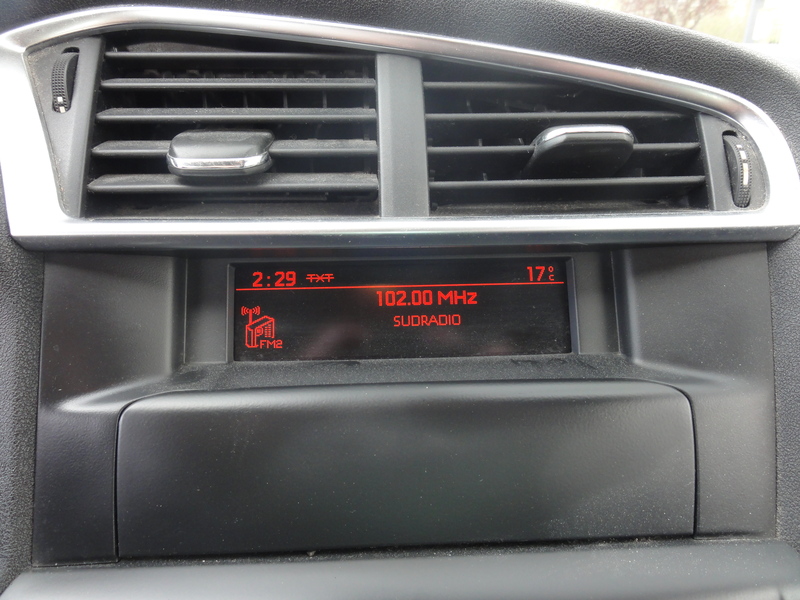 2:29 TXT 17°C
102.00 MHz
SUDRADIO
FM2